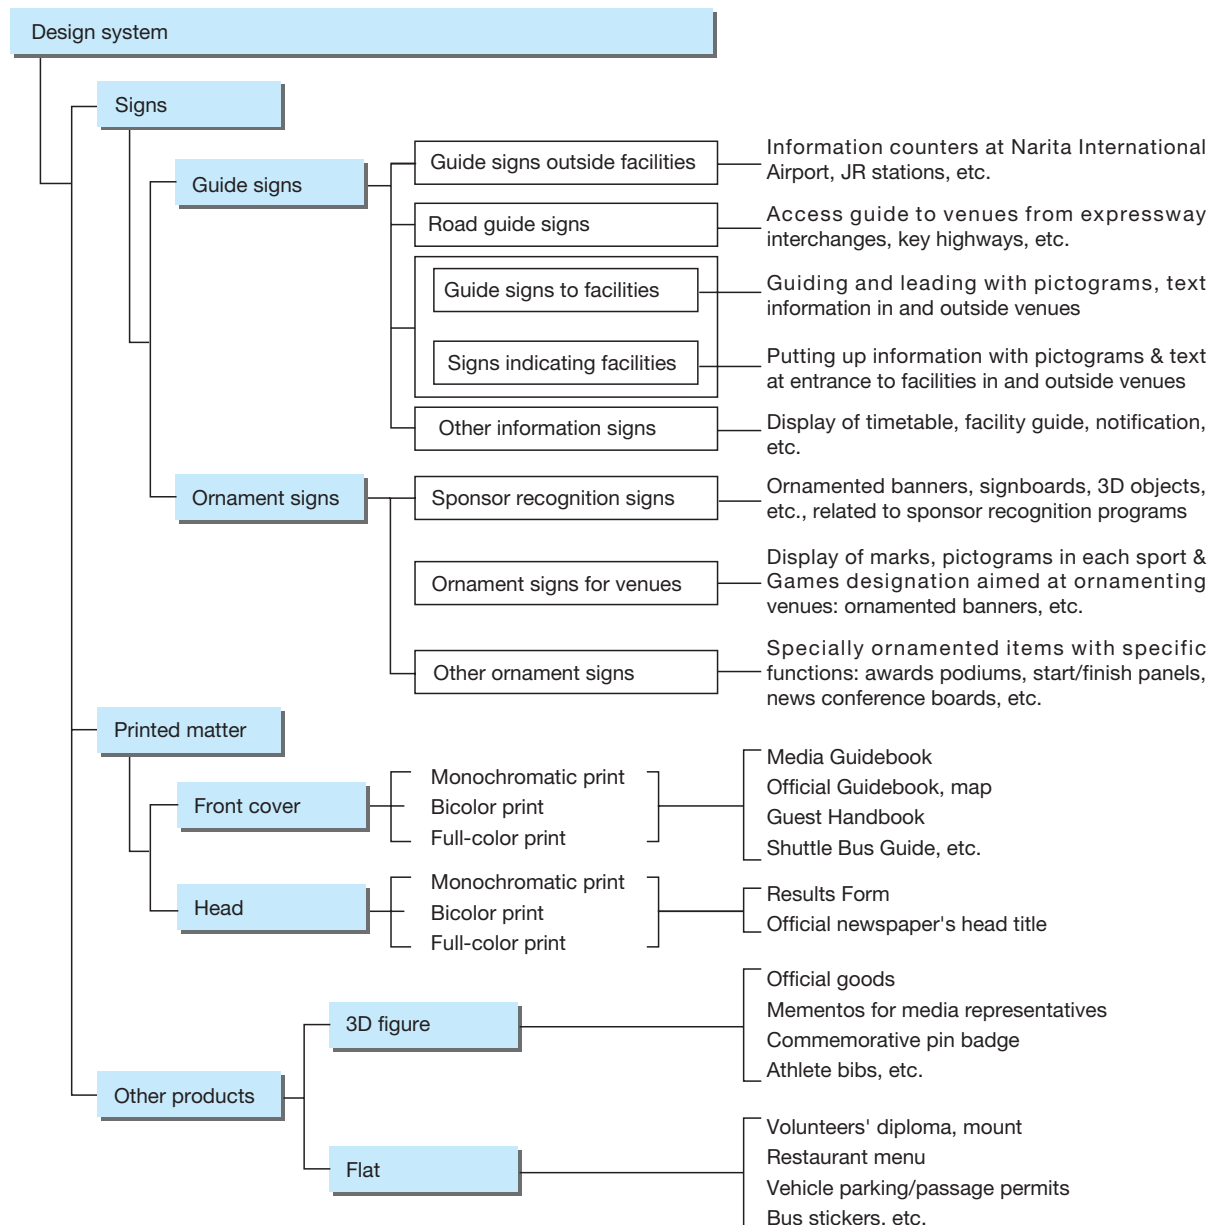 Design system
Signs
Guide signs
Guide signs outside facilities
Information counters at Narita International
Airport, JR stations, etc.
Road guide signs
Access guide to venues from expressway
interchanges, key highways, etc.
Guide signs to facilities
Guiding and leading with pictograms, text
information in and outside venues
Signs indicating facilities
Putting up information with pictograms & text
at entrance to facilities in and outside venues
Other information signs
Display of timetable, facility guide, notification,
etc.
Ornament signs
Sponsor recognition signs
Ornamented banners, signboards, 3D objects,
etc., related to sponsor recognition programs
Ornament signs for venues
Display of marks, pictograms in each sport &
Games designation aimed at ornamenting
venues: ornamented banners, etc.
Other ornament signs
Specially ornamented items with specific
functions: awards podiums, start/finish panels,
news conference boards, etc.
Printed matter
Front cover
Monochromatic print
Bicolor print
Full-color print
Media Guidebook
Official Guidebook, map
Guest Handbook
Shuttle Bus Guide, etc.
Head
Monochromatic print
Bicolor print
Full-color print
Results Form
Official newspaper's head title
Other products
3D figure
Official goods
Mementos for media representatives
Commemorative pin badge
Athlete bibs, etc.
Flat
Volunteers' diploma, mount
Restaurant menu
Vehicle parking/passage permits
Bus stickers, etc.